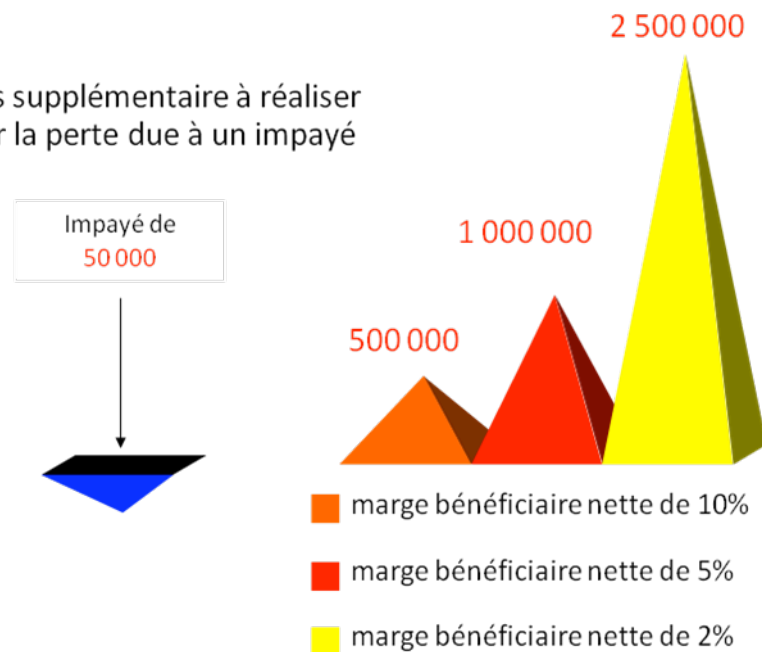 2 500 000
supplémentaire à réaliser
la perte due à un impayé
Impayé de
50 000
1 000 000
500 000
marge bénéficiaire nette de 10%
marge bénéficiaire nette de 5%
marge bénéficiaire nette de 2%